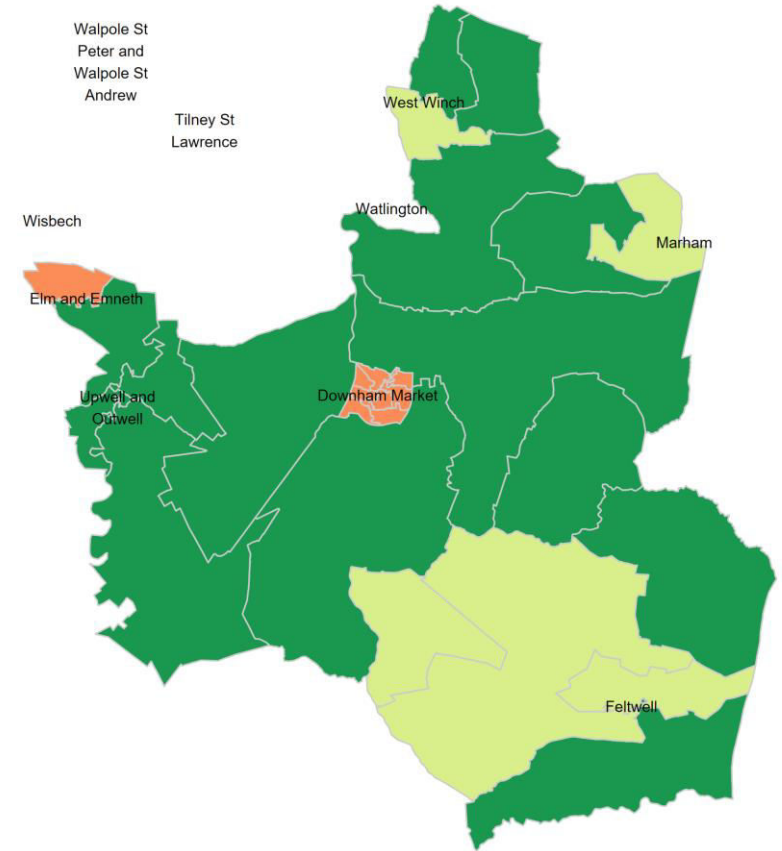 Walpole St
Peter and
Walpole St
Andrew
West Winch
Tilney St
Lawrence
Watlington
Wisbech
Marham
Elm and Emneth
Downham Market
Upwell and
Outwell
Feltwell